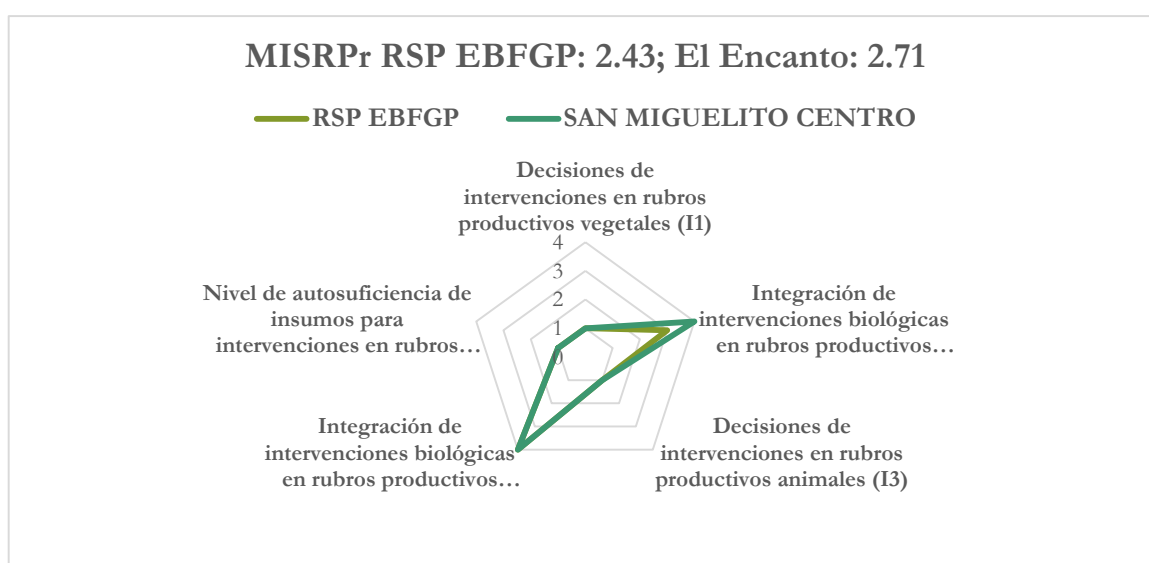 MISRPr RSP EBFGP: 2.43; El Encanto: 2.71
RSP EBFGP
SAN MIGUELITO CENTRO
Decisiones de
intervenciones en rubros
productivos vegetales (I1)
4
3
2
1
0
Integración de
intervenciones biológicas
en rubros productivos…
Decisiones de
intervenciones en rubros
productivos animales (I3)
Integración de
intervenciones biológicas
en rubros productivos…
Nivel de autosuficiencia de
insumos para
intervenciones en rubros…